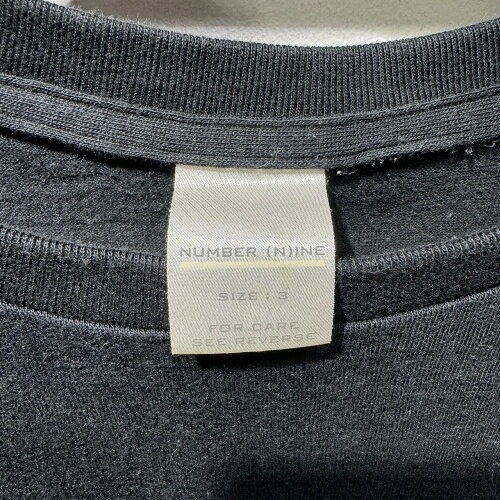 NUMBER (N)INE
SIZE : 3
FOR CARE
SEE REVERSE